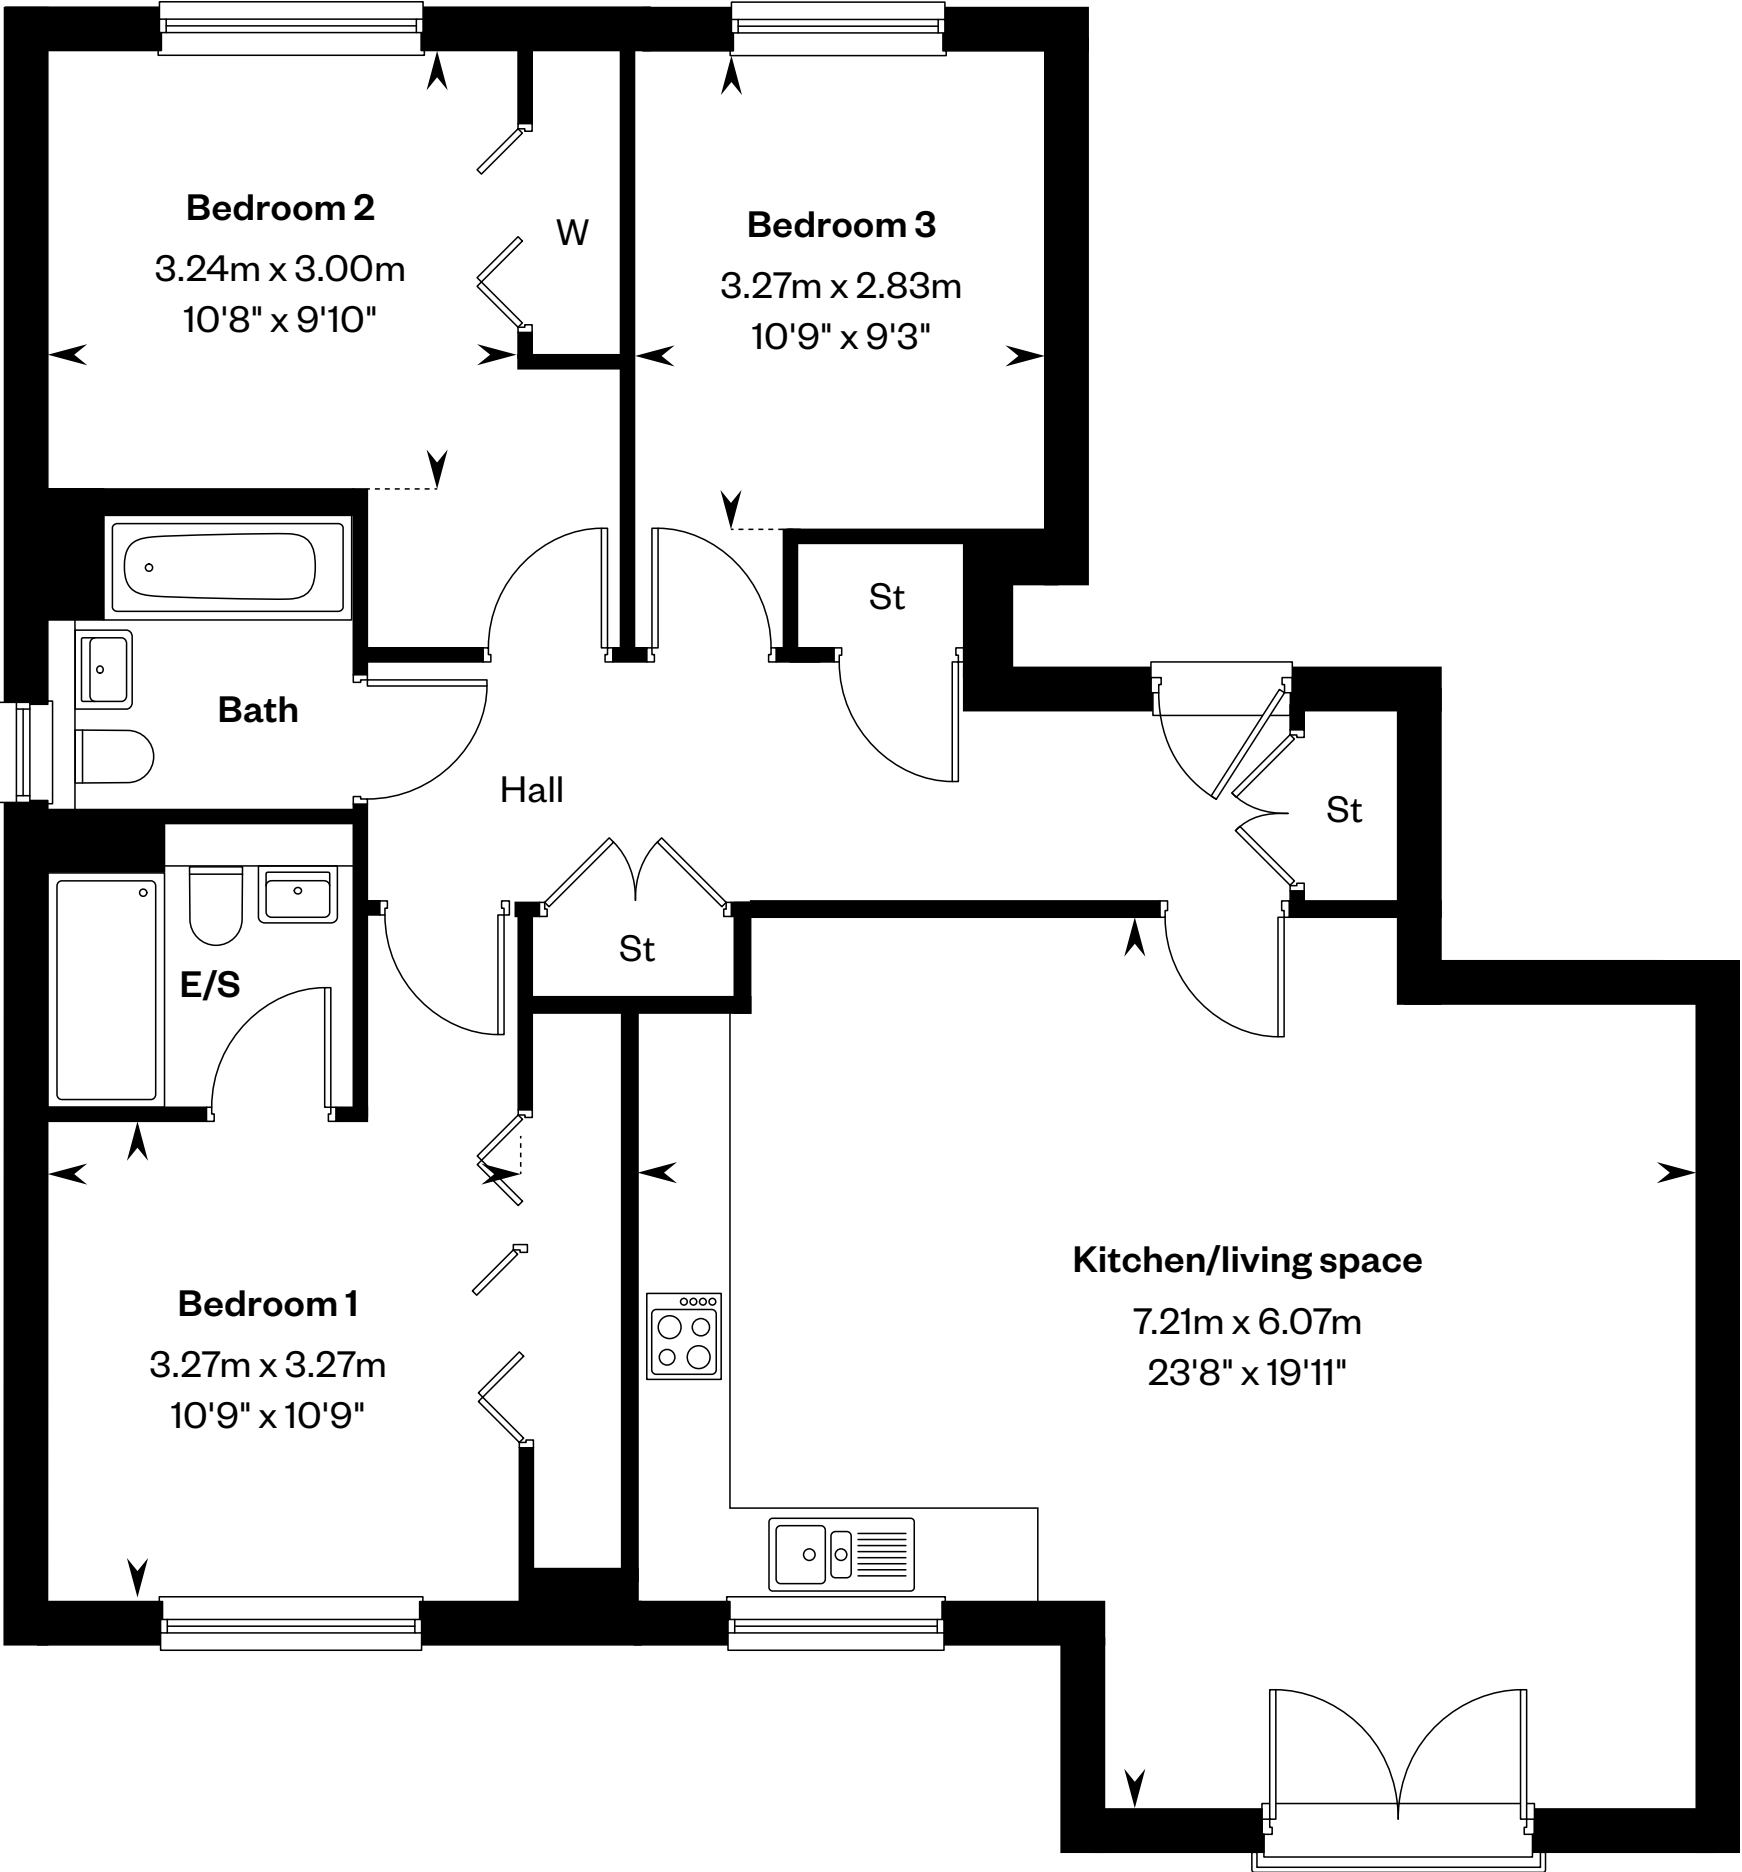 Bedroom 2
3.24m x 3.00m
10'8" x 9'10"
W
Bedroom 3
3.27m x 2.83m
10'9" x 9'3"
St
Bath
Hall
St
St
E/S
Bedroom 1
3.27m x 3.27m
10'9" x 10'9"
Kitchen/living space
7.21m x 6.07m
23'8" x 19'11"